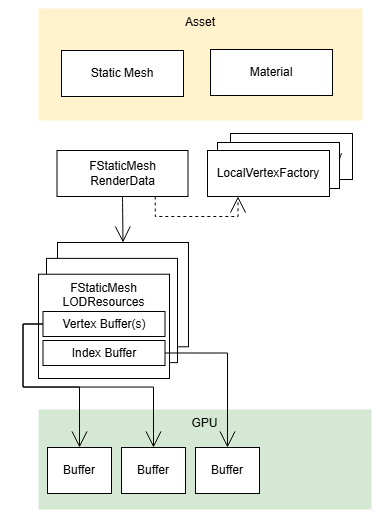 Asset
Static Mesh
Material
FStaticMesh
RenderData
LocalVertexFactory
FStaticMesh
LODResources
Vertex Buffer(s)
Index Buffer
GPU
Buffer
Buffer
Buffer